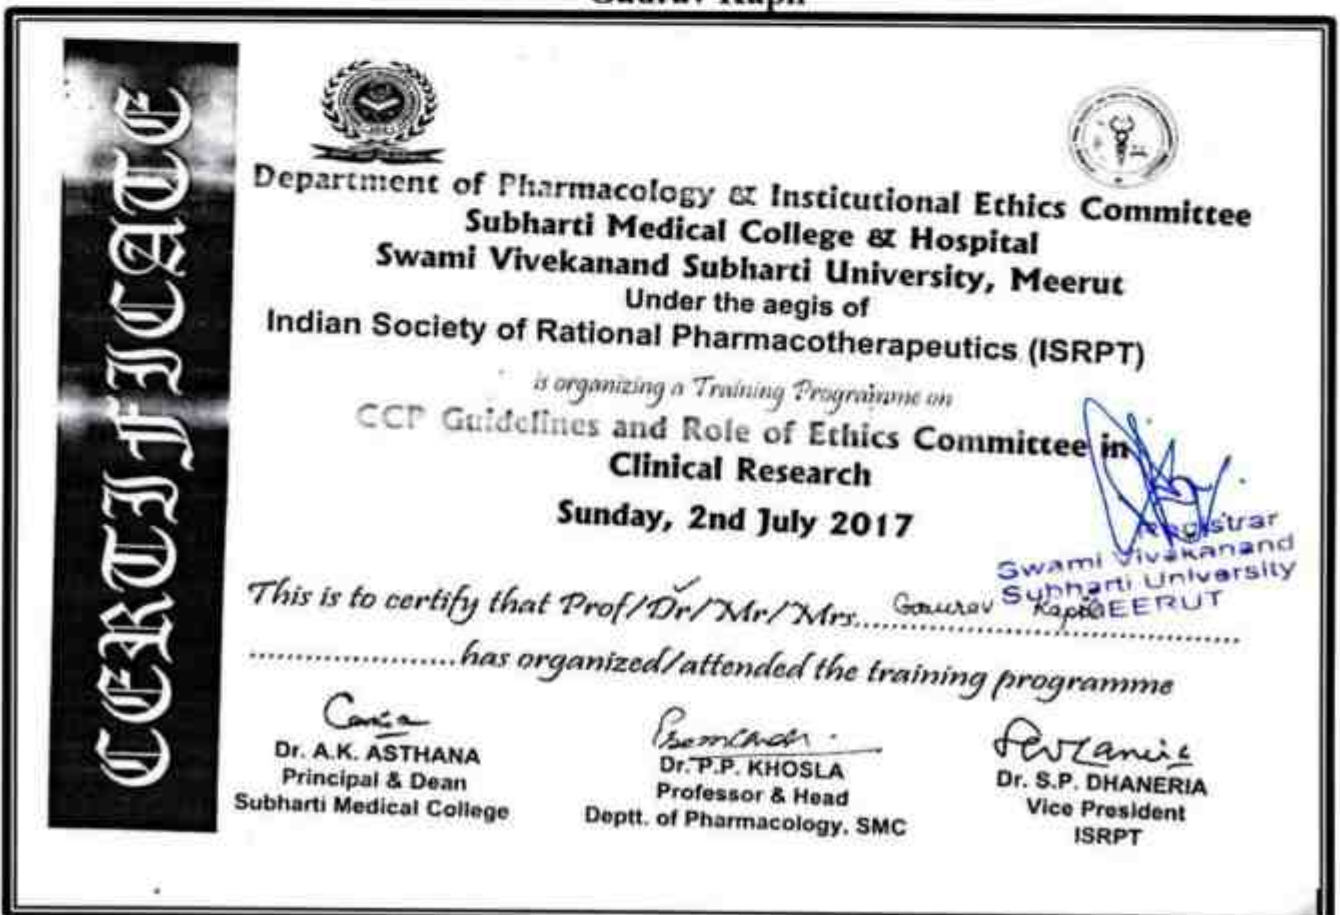 Gaurav Kapil
CERTIFICATE
Department of Pharmacology & Institutional Ethics Committee
Subharti Medical College & Hospital
Swami Vivekanand Subharti University, Meerut
Under the aegis of
Indian Society of Rational Pharmacotherapeutics (ISRPT)
is organizing a Training Programme on
CCP Guidelines and Role of Ethics Committee in
Clinical Research
Sunday, 2nd July 2017
Registrar
Swami Vivekanand
Subharti University
MEERUT
This is to certify that Prof/Dr/Mr/Mrs....Gaurav Kapil....
....................has organized/attended the training programme
Dr. A.K. ASTHANA
Principal & Dean
Subharti Medical College
Dr. P.P. KHOSLA
Professor & Head
Deptt. of Pharmacology, SMC
Dr. S.P. DHANERIA
Vice President
ISRPT